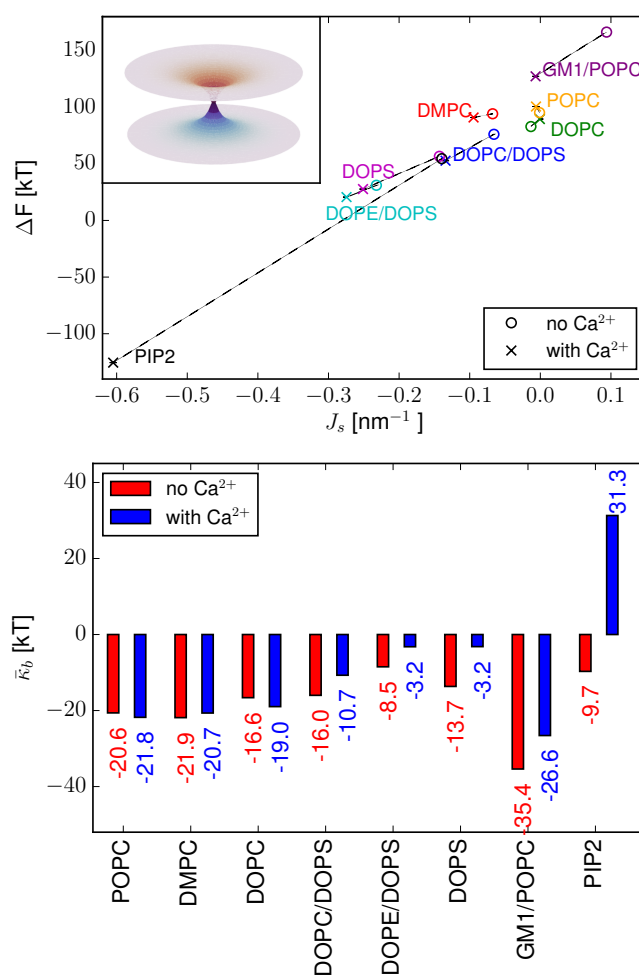 150
100
50
0
−50
−100
ΔF [kT]
GM1/POPC
DMPC
POPC
DOPC
DOPS
DOPC/DOPS
DOPE/DOPS
PIP2
no Ca²⁺
with Ca²⁺
−0.6 −0.5 −0.4 −0.3 −0.2 −0.1 0.0 0.1
J_s [nm⁻¹]
40
20
0
−20
−40
κ̄_b [kT]
no Ca²⁺
with Ca²⁺
-20.6
-21.8
-21.9
-20.7
-16.6
-19.0
-16.0
-10.7
-8.5
-3.2
-13.7
-3.2
-35.4
-26.6
-9.7
31.3
POPC
DMPC
DOPC
DOPC/DOPS
DOPE/DOPS
DOPS
GM1/POPC
PIP2